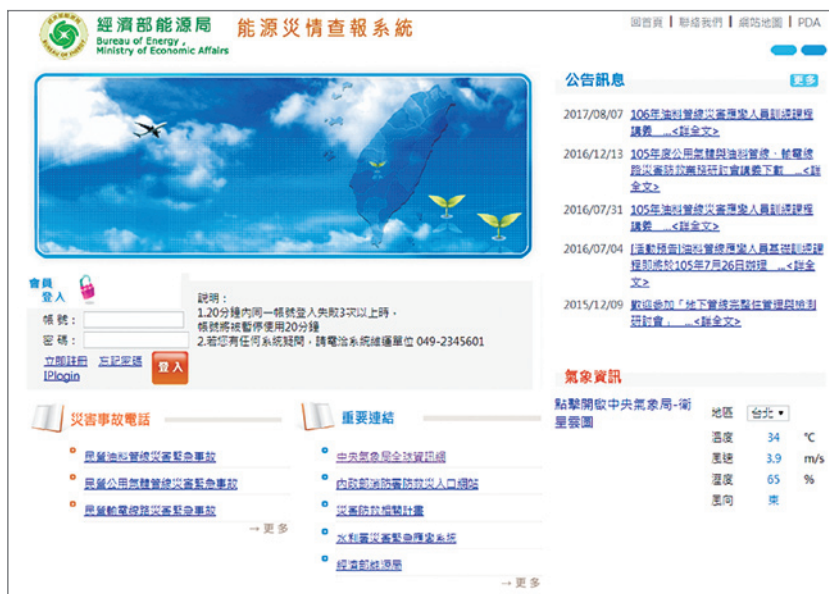 經濟部能源局
Bureau of Energy ,
Ministry of Economic Affairs
能源災情查報系統
回首頁 | 聯絡我們 | 網站地圖 | PDA
公告訊息
更多
2017/08/07 106年油料管線災害應變人員訓練課程
講義 ...<詳全文>
2016/12/13 105年度公用氣體與油料管線、輸電線
路災害防救業務研討會講義下載 ...<詳
全文>
2016/07/31 105年油料管線災害應變人員訓練課程
講義 ...<詳全文>
2016/07/04 [活動預告]油料管線應變人員基礎訓練課
程即將於105年7月26日辦理 ...<詳全
文>
2015/12/09 歡迎參加「地下管線完整性管理與檢測
研討會」 ...<詳全文>
會員
登入
帳號：
密碼：
立即註冊 忘記密碼
IPlogin
登入
說明：
1.20分鐘內同一帳號登入失敗3次以上時，
帳號將被暫停使用20分鐘
2.若您有任何系統疑問，請電洽系統維運單位 049-2345601
災害事故電話
民營油料管線災害緊急事故
民營公用氣體管線災害緊急事故
民營輸電線路災害緊急事故
→更多
重要連結
中央氣象局全球資訊網
內政部消防署防救災入口網站
災害防救相關計畫
水利署災害緊急應變系統
經濟部能源局
→更多
氣象資訊
點擊開啟中央氣象局-衛
星雲圖
地區 台北
溫度 34 ℃
風速 3.9 m/s
溼度 65 %
風向 東